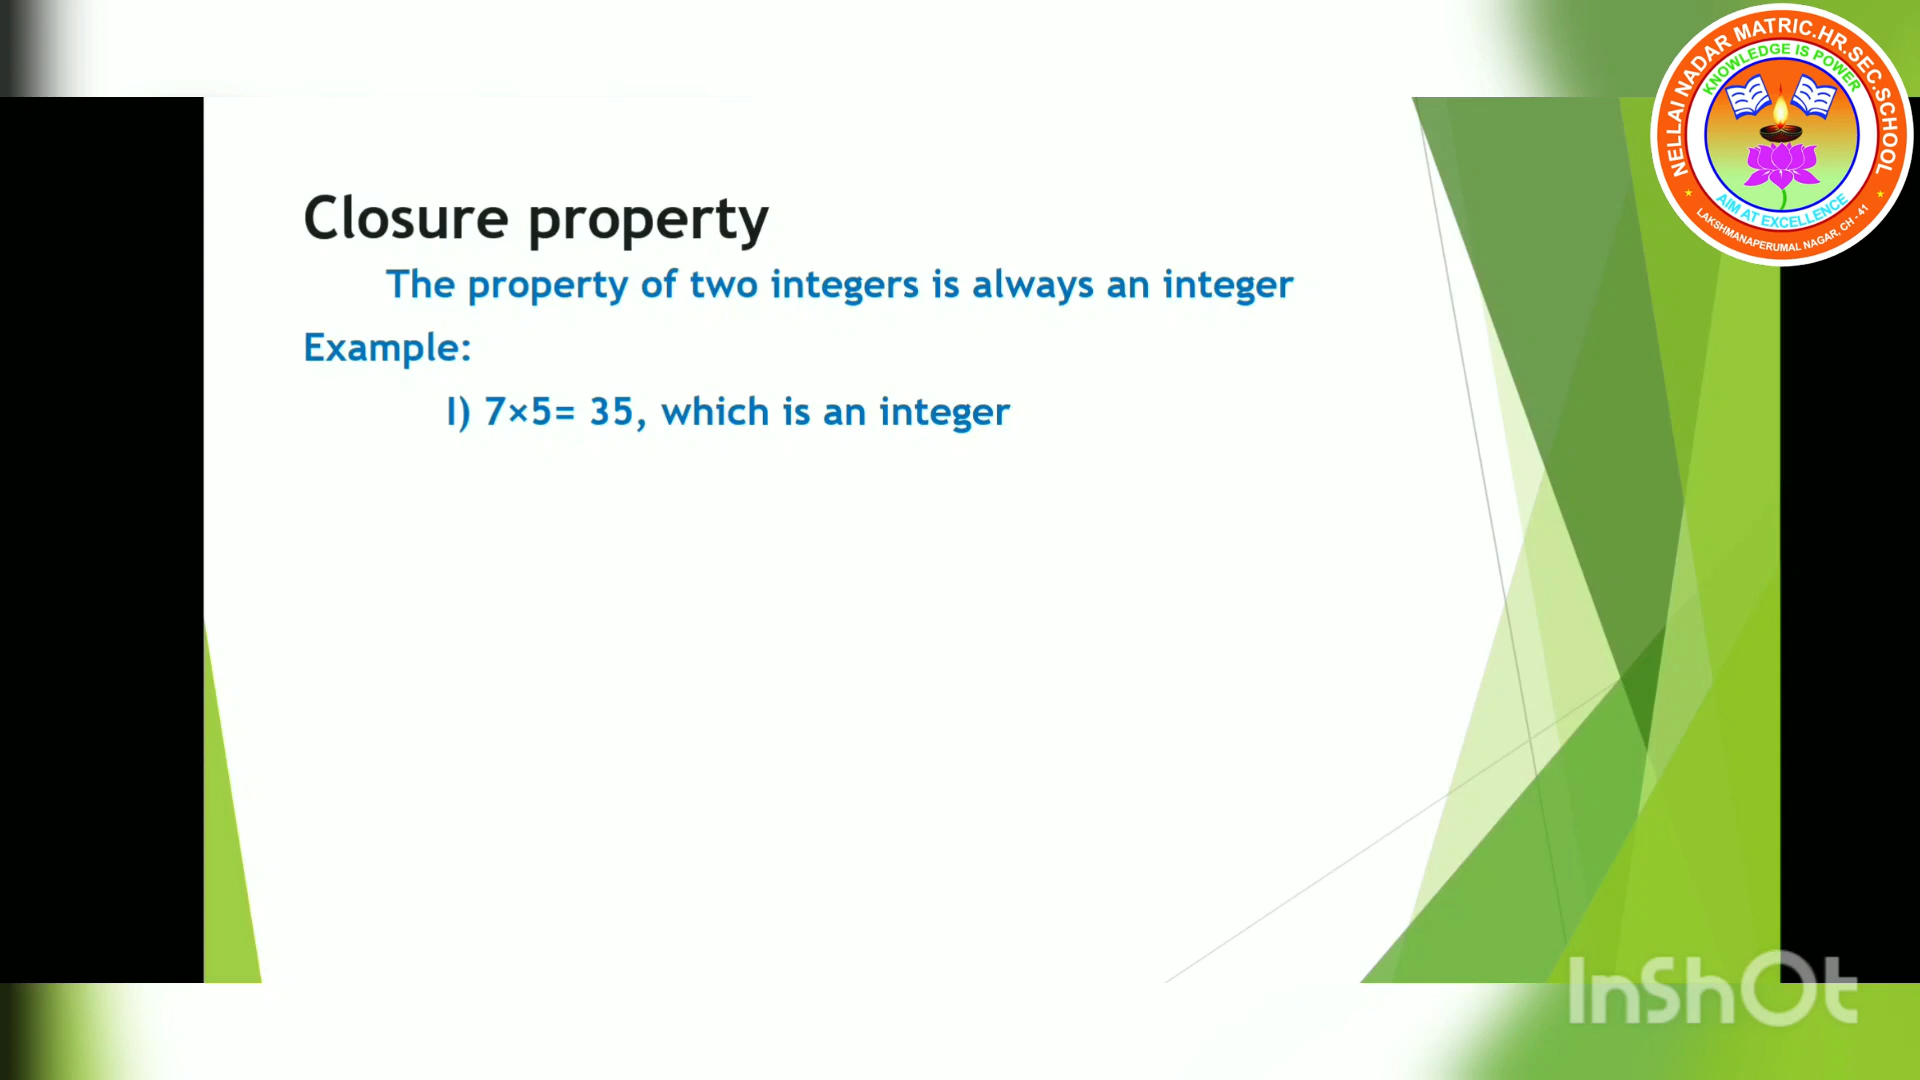 Closure property
The property of two integers is always an integer
Example:
I) 7×5= 35, which is an integer
NELLAI NADAR MATRIC.HR.SEC.SCHOOL
KNOWLEDGE IS POWER
AIM AT EXCELLENCE
LAKSHMANAPERUMAL NAGAR, CH - 41
InShOt